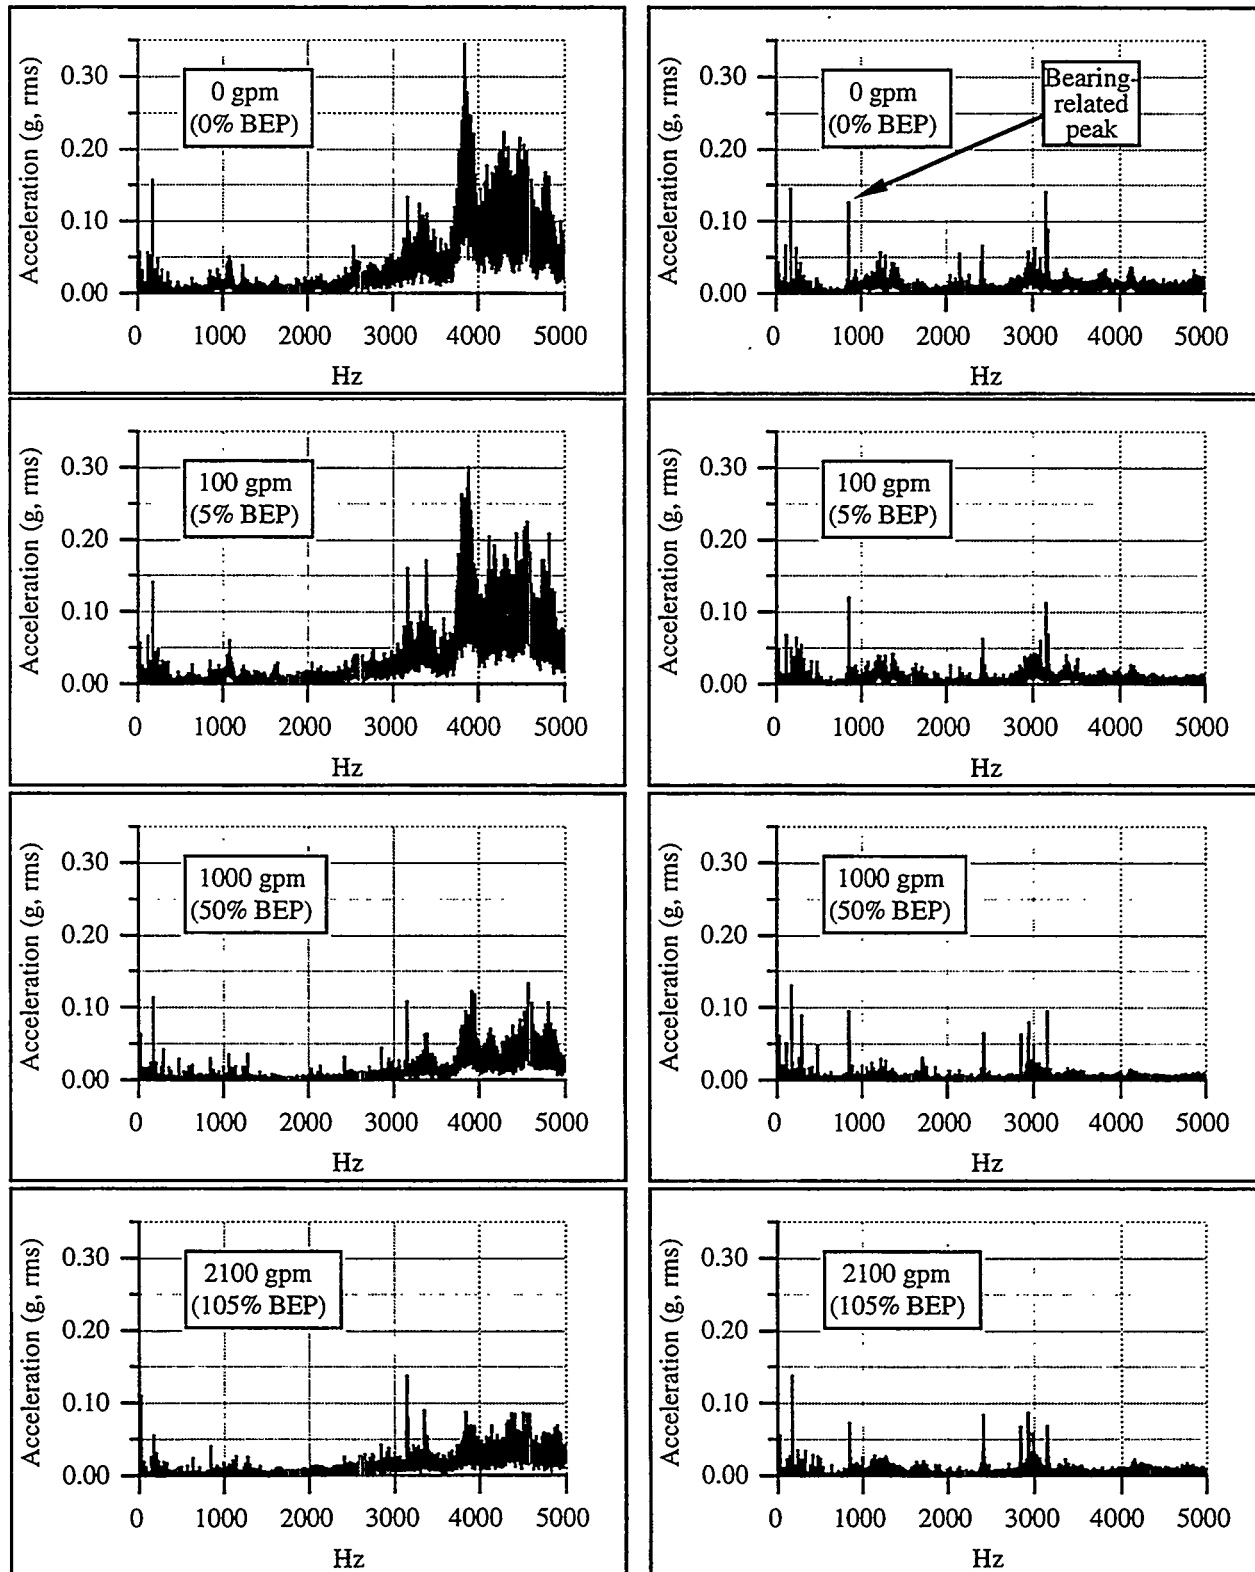 Acceleration (g, rms)
0.30
0.20
0.10
0.00
0 gpm
(0% BEP)
0 1000 2000 3000 4000 5000
Hz
Acceleration (g, rms)
0.30
0.20
0.10
0.00
0 gpm
(0% BEP)
Bearing-
related
peak
0 1000 2000 3000 4000 5000
Hz
Acceleration (g, rms)
0.30
0.20
0.10
0.00
100 gpm
(5% BEP)
0 1000 2000 3000 4000 5000
Hz
Acceleration (g, rms)
0.30
0.20
0.10
0.00
100 gpm
(5% BEP)
0 1000 2000 3000 4000 5000
Hz
Acceleration (g, rms)
0.30
0.20
0.10
0.00
1000 gpm
(50% BEP)
0 1000 2000 3000 4000 5000
Hz
Acceleration (g, rms)
0.30
0.20
0.10
0.00
1000 gpm
(50% BEP)
0 1000 2000 3000 4000 5000
Hz
Acceleration (g, rms)
0.30
0.20
0.10
0.00
2100 gpm
(105% BEP)
0 1000 2000 3000 4000 5000
Hz
Acceleration (g, rms)
0.30
0.20
0.10
0.00
2100 gpm
(105% BEP)
0 1000 2000 3000 4000 5000
Hz